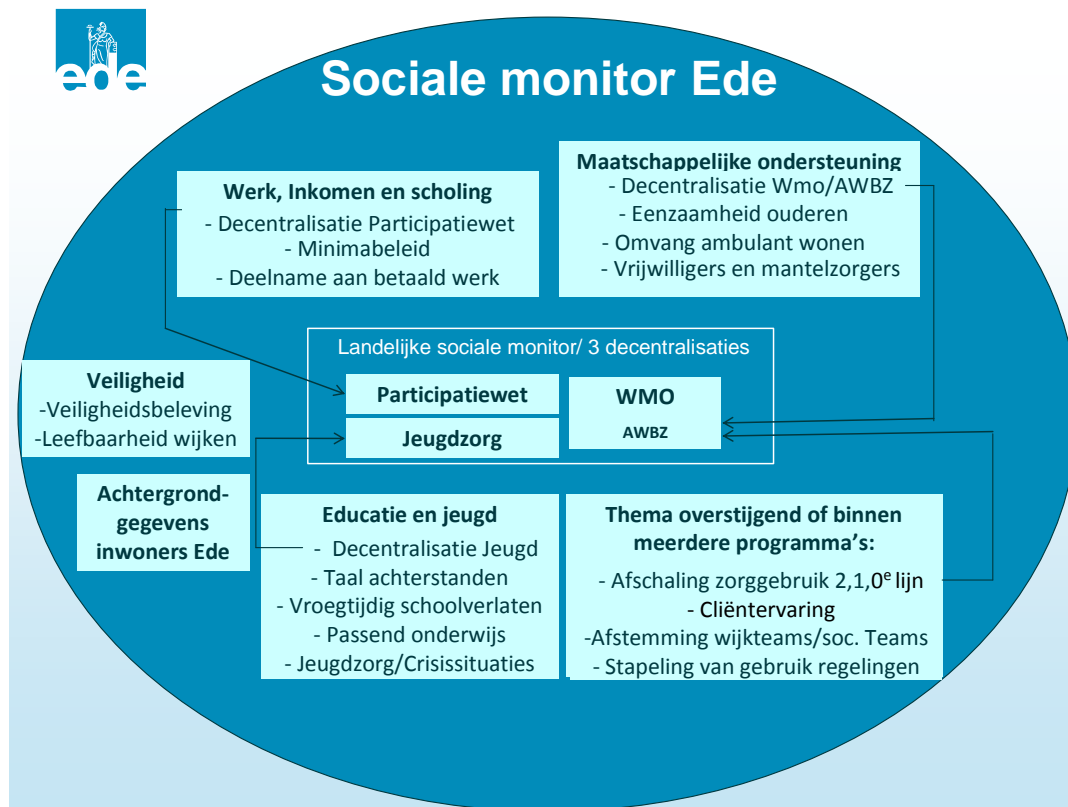 ede
Sociale monitor Ede
Werk, Inkomen en scholing
- Decentralisatie Participatiewet
- Minimabeleid
- Deelname aan betaald werk
Maatschappelijke ondersteuning
- Decentralisatie Wmo/AWBZ
- Eenzaamheid ouderen
- Omvang ambulant wonen
- Vrijwilligers en mantelzorgers
Landelijke sociale monitor/ 3 decentralisaties
Participatiewet
Jeugdzorg
WMO
AWBZ
Veiligheid
-Veiligheidsbeleving
-Leefbaarheid wijken
Achtergrond-
gegevens
inwoners Ede
Educatie en jeugd
- Decentralisatie Jeugd
- Taal achterstanden
- Vroegtijdig schoolverlaten
- Passend onderwijs
- Jeugdzorg/Crisissituaties
Thema overstijgend of binnen
meerdere programma's:
- Afschaling zorggebruik 2,1,0e lijn
- Cliëntervaring
-Afstemming wijkteams/soc. Teams
- Stapeling van gebruik regelingen